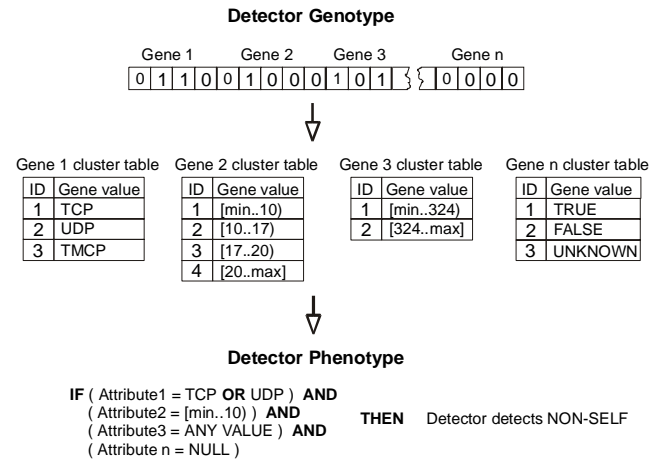 Detector Genotype
Gene 1 Gene 2 Gene 3 Gene n
0 1 1 0 0 1 0 0 0 1 0 1 0 0 0 0
Gene 1 cluster table Gene 2 cluster table Gene 3 cluster table Gene n cluster table
ID Gene value ID Gene value ID Gene value ID Gene value
1 TCP 1 [min..10) 1 [min..324) 1 TRUE
2 UDP 2 [10..17) 2 [324..max] 2 FALSE
3 TMCP 3 [17..20) 3 UNKNOWN
4 [20..max]
Detector Phenotype
IF ( Attribute1 = TCP OR UDP ) AND
( Attribute2 = [min..10) ) AND THEN Detector detects NON-SELF
( Attribute3 = ANY VALUE ) AND
( Attribute n = NULL )